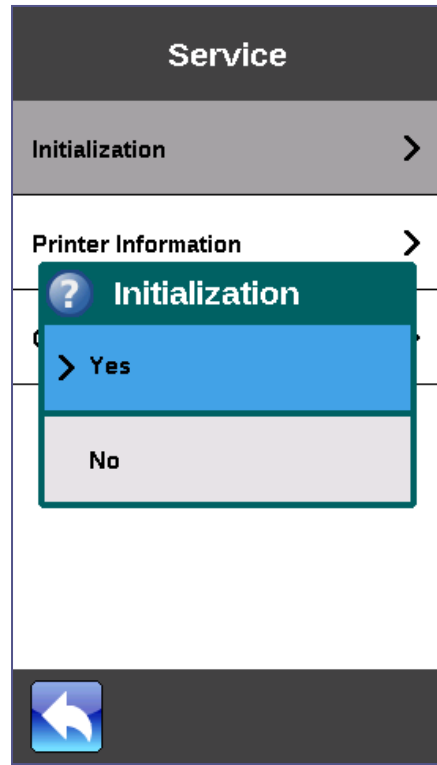 Service
Initialization
Printer Information
? Initialization
Yes
No